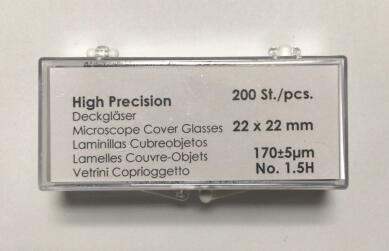 High Precision 200 St./pcs.
Deckgläser
Microscope Cover Glasses 22 x 22 mm
Laminillas Cubreobjetos
Lamelles Couvre-Objets 170±5µm
Vetrini Coprioggetto No. 1.5H